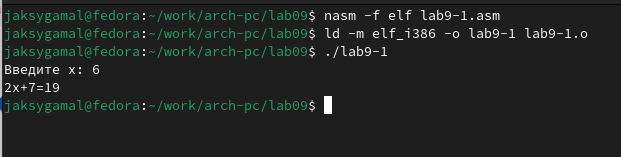 jaksygamal@fedora:~/work/arch-pc/lab09$ nasm -f elf lab9-1.asm
jaksygamal@fedora:~/work/arch-pc/lab09$ ld -m elf_i386 -o lab9-1 lab9-1.o
jaksygamal@fedora:~/work/arch-pc/lab09$ ./lab9-1
Введите x: 6
2x+7=19
jaksygamal@fedora:~/work/arch-pc/lab09$